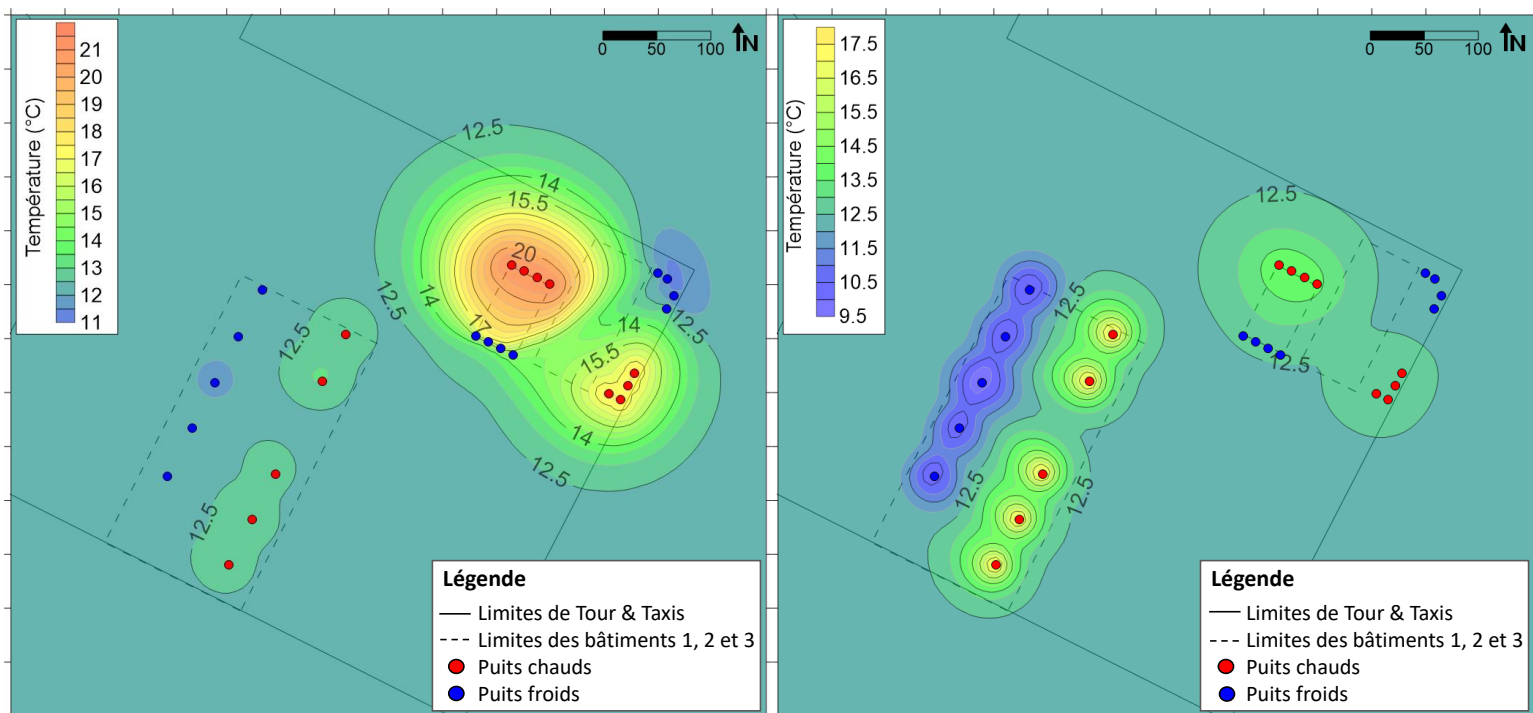 Température (°C)
21
20
19
18
17
16
15
14
13
12
11
0 50 100
N
12.5
14
15.5
20
17
14
12.5
14
12.5
15.5
14
12.5
12.5
12.5
Légende
Limites de Tour & Taxis
Limites des bâtiments 1, 2 et 3
Puits chauds
Puits froids
Température (°C)
17.5
16.5
15.5
14.5
13.5
12.5
11.5
10.5
9.5
0 50 100
N
12.5
12.5
12.5
12.5
12.5
Légende
Limites de Tour & Taxis
Limites des bâtiments 1, 2 et 3
Puits chauds
Puits froids